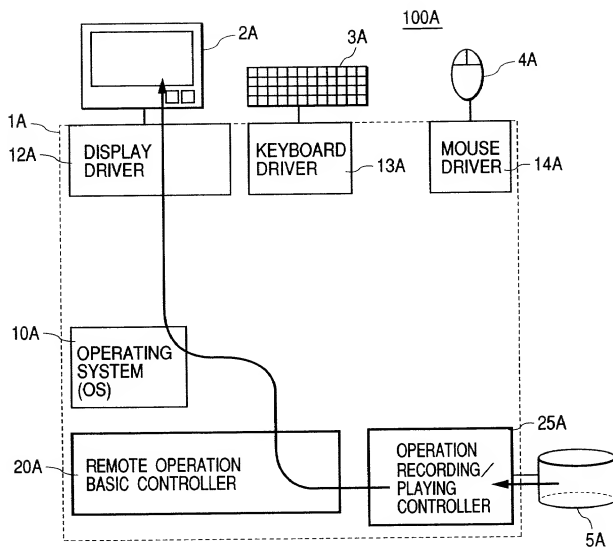 100A
2A
3A
4A
1A
12A
DISPLAY
DRIVER
KEYBOARD
DRIVER
13A
MOUSE
DRIVER
14A
10A
OPERATING
SYSTEM
(OS)
25A
20A
REMOTE OPERATION
BASIC CONTROLLER
OPERATION
RECORDING/
PLAYING
CONTROLLER
5A